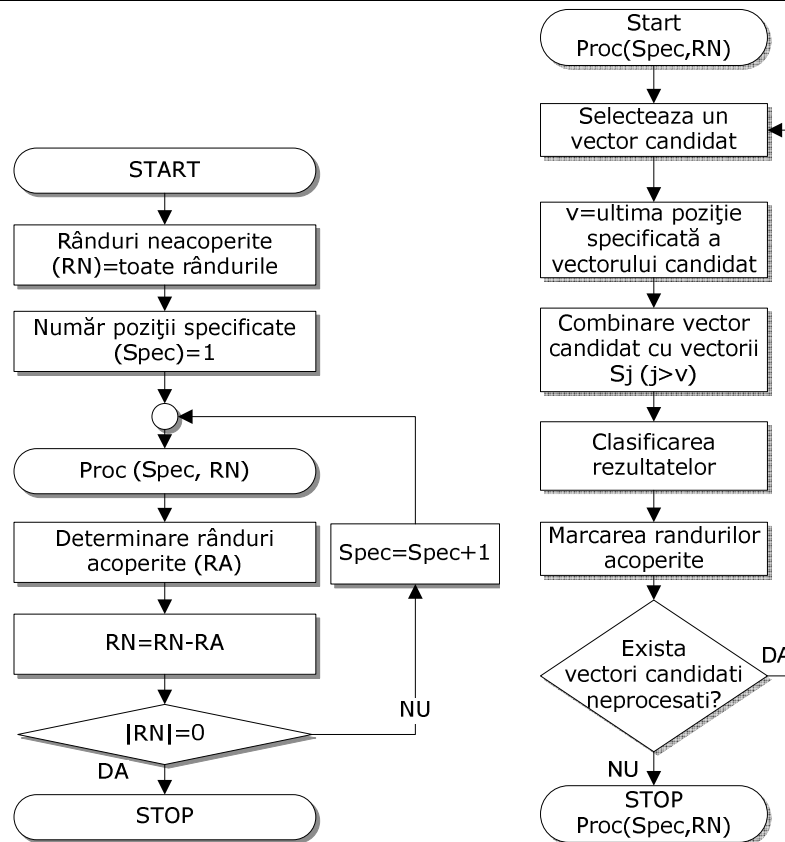 START
Rânduri neacoperite
(RN)=toate rândurile
Număr poziţii specificate
(Spec)=1
Proc (Spec, RN)
Determinare rânduri
acoperite (RA)
Spec=Spec+1
RN=RN-RA
NU
|RN|=0
DA
STOP
Start
Proc(Spec,RN)
Selecteaza un
vector candidat
v=ultima poziţie
specificată a
vectorului candidat
Combinare vector
candidat cu vectorii
Sj (j>v)
Clasificarea
rezultatelor
Marcarea randurilor
acoperite
Exista
vectori candidati
neprocesati?
DA
NU
STOP
Proc(Spec,RN)